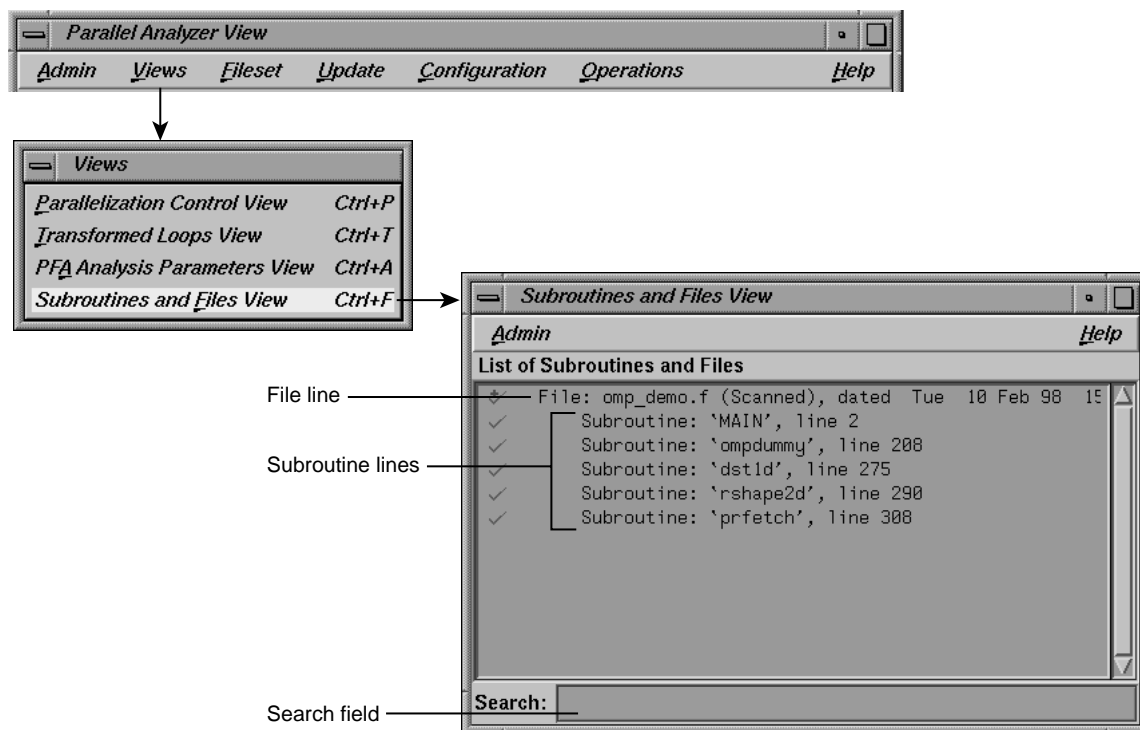 Parallel Analyzer View
Admin Views Fileset Update Configuration Operations Help
Views
Parallelization Control View Ctrl+P
Transformed Loops View Ctrl+T
PFA Analysis Parameters View Ctrl+A
Subroutines and Files View Ctrl+F
Subroutines and Files View
Admin Help
List of Subroutines and Files
File line
File: omp_demo.f (Scanned), dated Tue 10 Feb 98 15
Subroutine lines
Subroutine: `MAIN', line 2
Subroutine: `ompdummy', line 208
Subroutine: `dst1d', line 275
Subroutine: `rshape2d', line 290
Subroutine: `prfetch', line 308
Search field
Search: